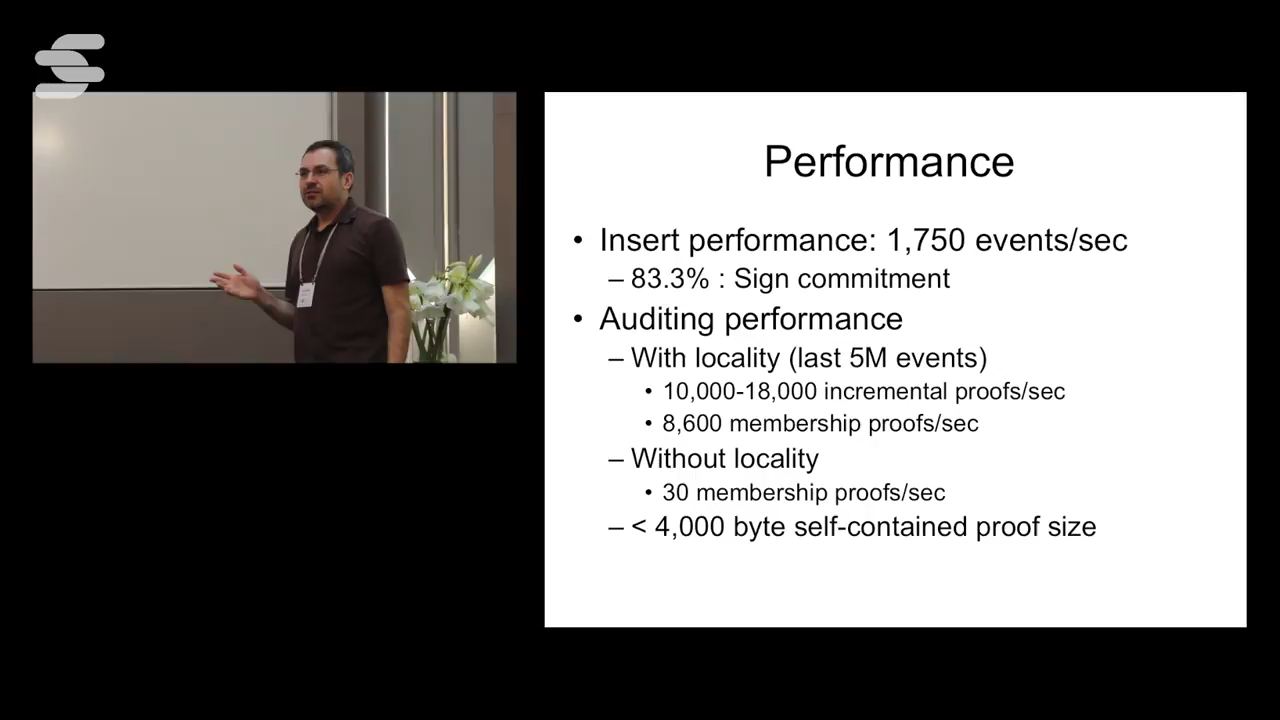 Performance
• Insert performance: 1,750 events/sec
– 83.3% : Sign commitment
• Auditing performance
– With locality (last 5M events)
• 10,000-18,000 incremental proofs/sec
• 8,600 membership proofs/sec
– Without locality
• 30 membership proofs/sec
– < 4,000 byte self-contained proof size